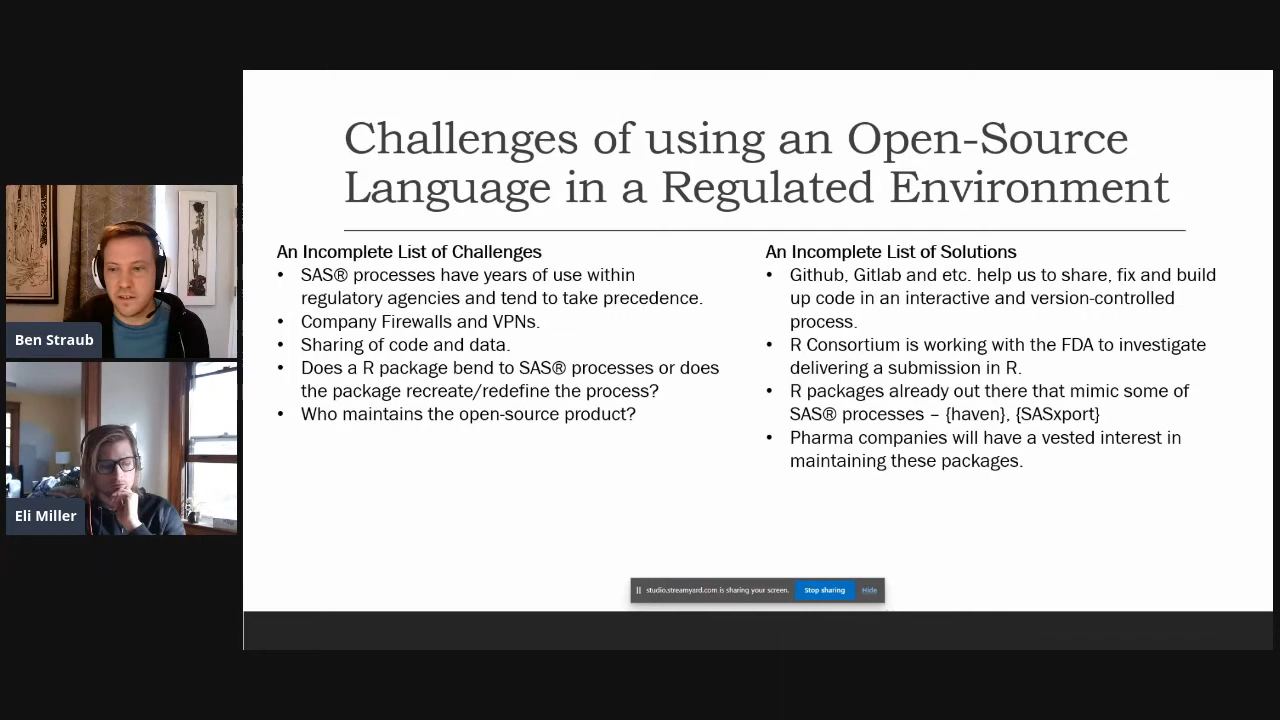 Challenges of using an Open-Source
Language in a Regulated Environment
An Incomplete List of Challenges
• SAS® processes have years of use within
regulatory agencies and tend to take precedence.
• Company Firewalls and VPNs.
• Sharing of code and data.
• Does a R package bend to SAS® processes or does
the package recreate/redefine the process?
• Who maintains the open-source product?
An Incomplete List of Solutions
• Github, Gitlab and etc. help us to share, fix and build
up code in an interactive and version-controlled
process.
• R Consortium is working with the FDA to investigate
delivering a submission in R.
• R packages already out there that mimic some of
SAS® processes – {haven}, {SASxport}
• Pharma companies will have a vested interest in
maintaining these packages.
Ben Straub
Eli Miller
studio.streamyard.com is sharing your screen. Stop sharing Hide